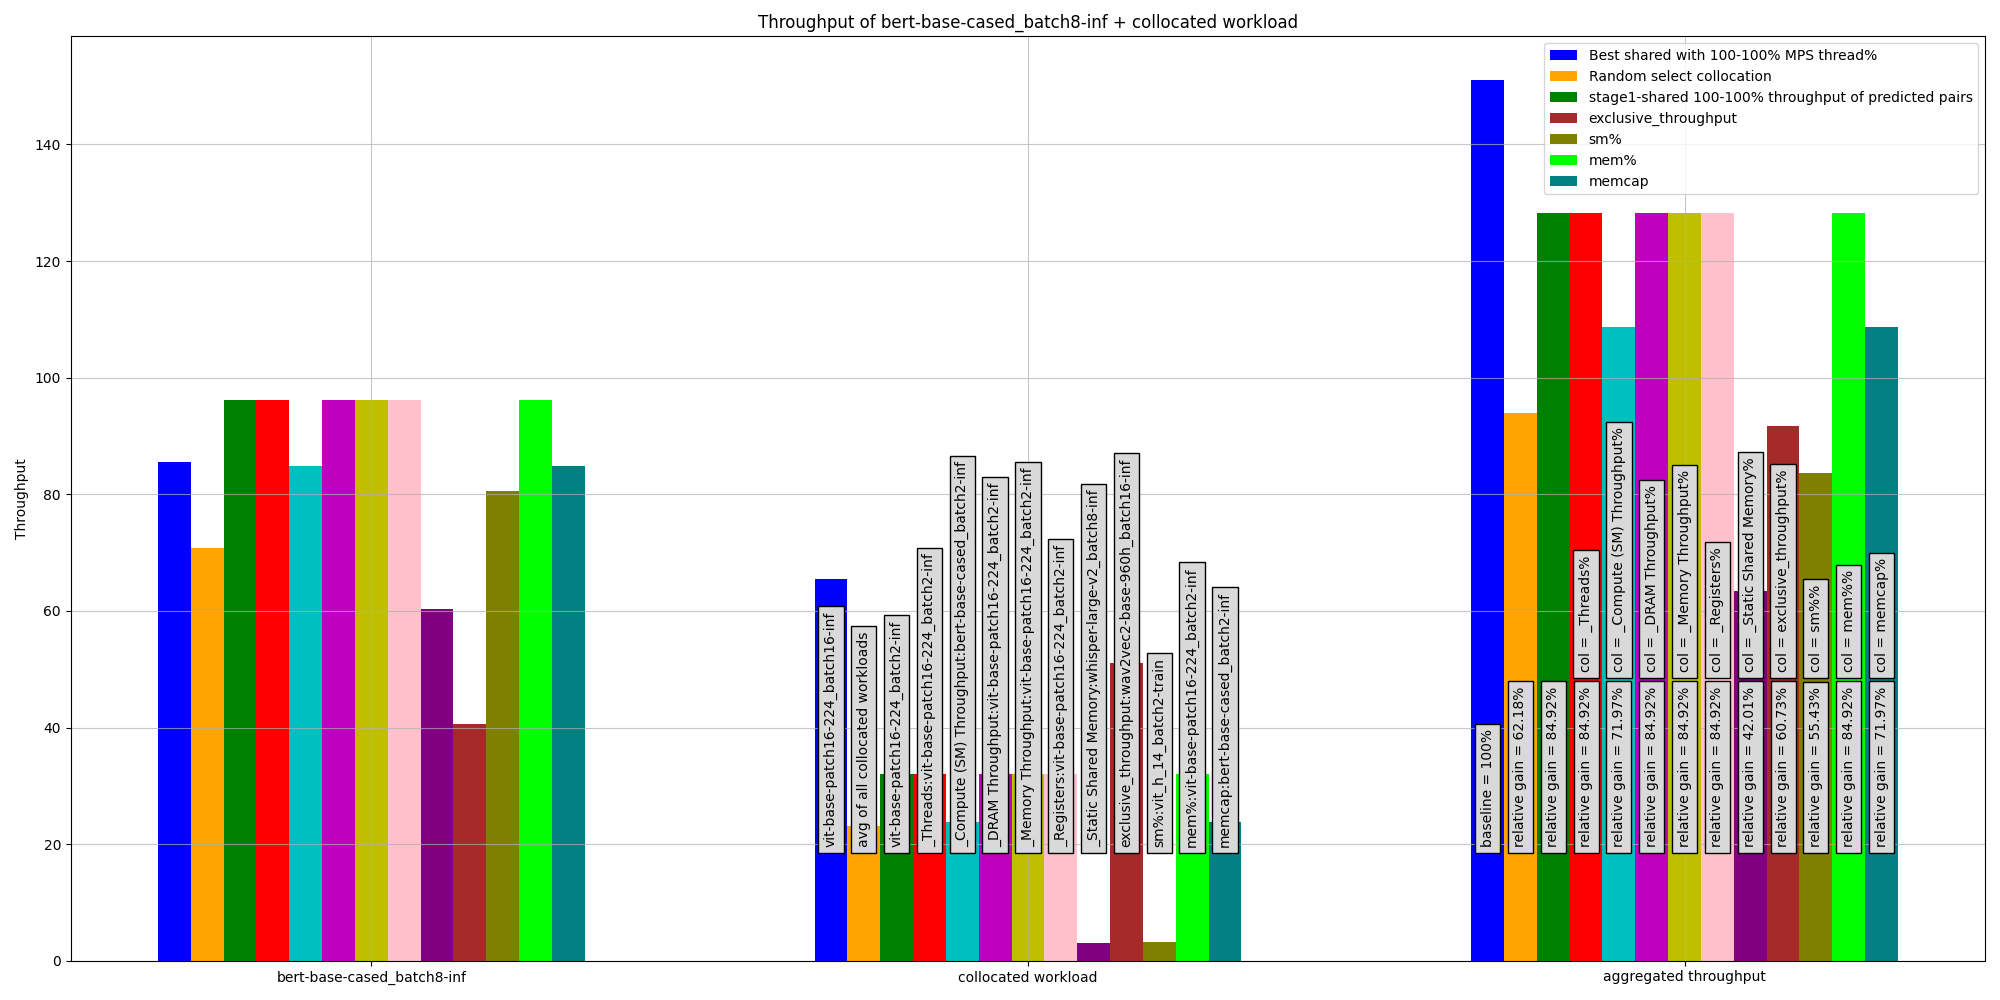 Throughput of bert-base-cased_batch8-inf + collocated workload
Best shared with 100-100% MPS thread%
Random select collocation
stage1-shared 100-100% throughput of predicted pairs
exclusive_throughput
sm%
mem%
memcap
Throughput
140
120
100
80
60
40
20
0
vit-base-patch16-224_batch16-inf
avg of all collocated workloads
vit-base-patch16-224_batch2-inf
_Threads:vit-base-patch16-224_batch2-inf
_Compute (SM) Throughput:bert-base-cased_batch2-inf
_DRAM Throughput:vit-base-patch16-224_batch2-inf
_Memory Throughput:vit-base-patch16-224_batch2-inf
_Registers:vit-base-patch16-224_batch2-inf
_Static Shared Memory:whisper-large-v2_batch8-inf
exclusive_throughput:wav2vec2-base-960h_batch16-inf
sm%:vit_h_14_batch2-train
mem%:vit-base-patch16-224_batch2-inf
memcap:bert-base-cased_batch2-inf
baseline = 100%
relative gain = 62.18%
relative gain = 84.92%
relative gain = 84.92%
col = _Threads%
relative gain = 71.97%
col = _Compute (SM) Throughput%
relative gain = 84.92%
col = _DRAM Throughput%
relative gain = 84.92%
col = _Memory Throughput%
relative gain = 84.92%
col = _Registers%
relative gain = 42.01%
col = _Static Shared Memory%
relative gain = 60.73%
col = exclusive_throughput%
relative gain = 55.43%
col = sm%%
relative gain = 84.92%
col = mem%%
relative gain = 71.97%
col = memcap%
bert-base-cased_batch8-inf
collocated workload
aggregated throughput